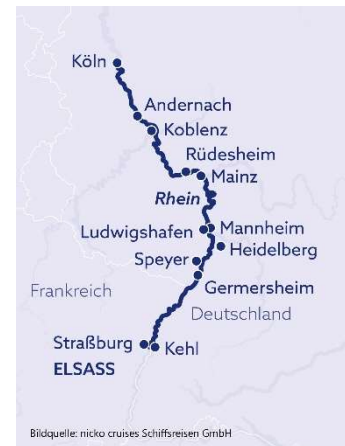 Köln
Andernach
Koblenz
Rüdesheim
Mainz
Rhein
Ludwigshafen
Mannheim
Heidelberg
Speyer
Germersheim
Frankreich
Deutschland
Straßburg
Kehl
ELSASS
Bildquelle: nicko cruises Schiffsreisen GmbH